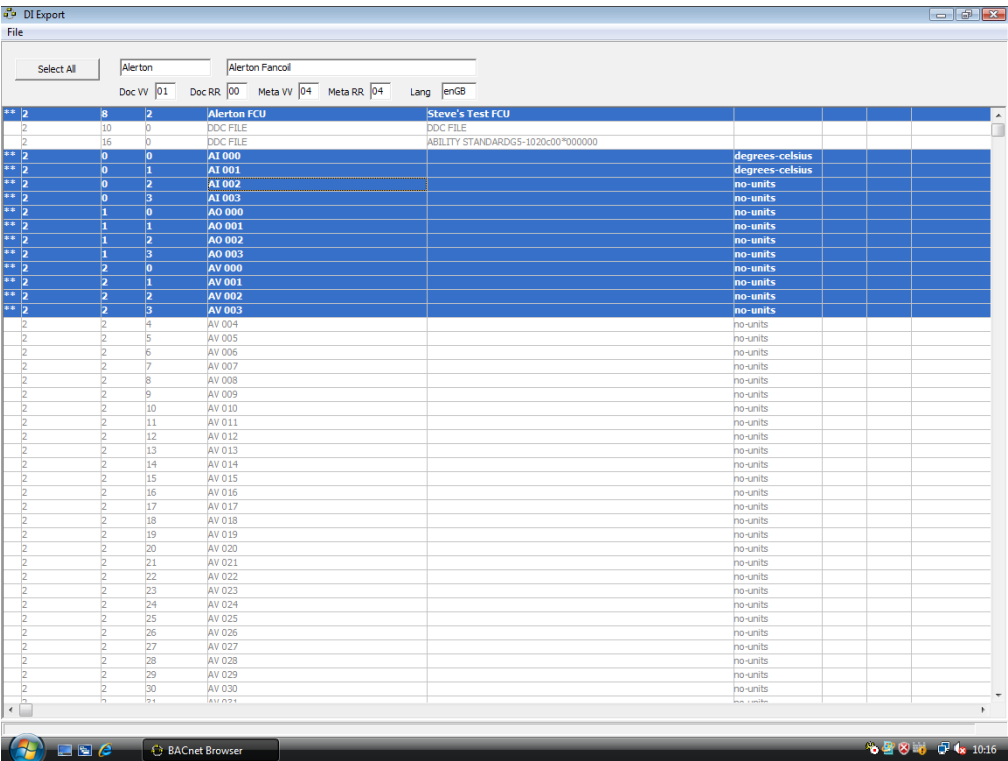 DI Export
File
Select All Alerton Alerton Fancoil
Doc VV 01 Doc RR 00 Meta VV 04 Meta RR 04 Lang enGB
** 2 8 2 Alerton FCU Steve's Test FCU
2 10 0 DDC FILE DDC FILE
2 16 0 DDC FILE ABILITY STANDARDG5-1020c00*000000
** 2 0 0 AI 000 degrees-celsius
** 2 0 1 AI 001 degrees-celsius
** 2 0 2 AI 002 no-units
** 2 0 3 AI 003 no-units
** 2 1 0 AO 000 no-units
** 2 1 1 AO 001 no-units
** 2 1 2 AO 002 no-units
** 2 1 3 AO 003 no-units
** 2 2 0 AV 000 no-units
** 2 2 1 AV 001 no-units
** 2 2 2 AV 002 no-units
** 2 2 3 AV 003 no-units
2 2 4 AV 004 no-units
2 2 5 AV 005 no-units
2 2 6 AV 006 no-units
2 2 7 AV 007 no-units
2 2 8 AV 008 no-units
2 2 9 AV 009 no-units
2 2 10 AV 010 no-units
2 2 11 AV 011 no-units
2 2 12 AV 012 no-units
2 2 13 AV 013 no-units
2 2 14 AV 014 no-units
2 2 15 AV 015 no-units
2 2 16 AV 016 no-units
2 2 17 AV 017 no-units
2 2 18 AV 018 no-units
2 2 19 AV 019 no-units
2 2 20 AV 020 no-units
2 2 21 AV 021 no-units
2 2 22 AV 022 no-units
2 2 23 AV 023 no-units
2 2 24 AV 024 no-units
2 2 25 AV 025 no-units
2 2 26 AV 026 no-units
2 2 27 AV 027 no-units
2 2 28 AV 028 no-units
2 2 29 AV 029 no-units
2 2 30 AV 030 no-units
2 2 31 AV 031 no-units
BACnet Browser 10:16